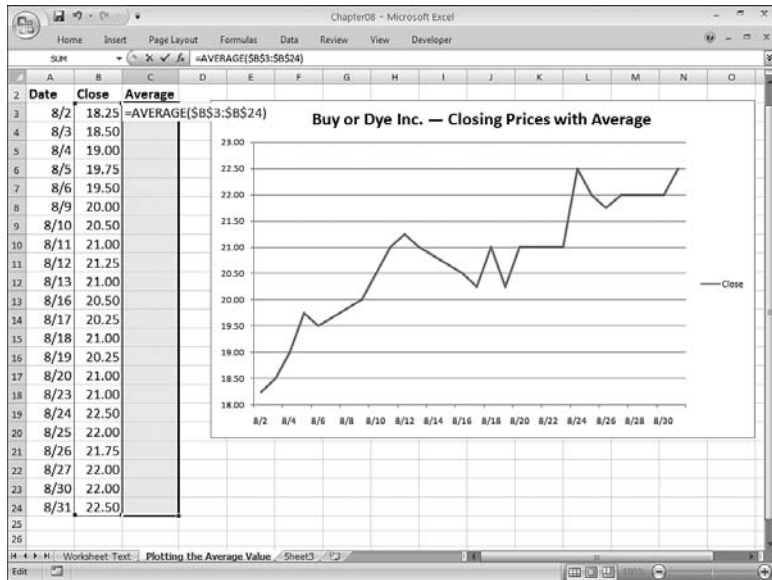 Chapter08 - Microsoft Excel
Home Insert Page Layout Formulas Data Review View Developer
SUM =AVERAGE($B$3:$B$24)
A B C D E F G H I J K L M N O
2 Date Close Average
3 8/2 18.25 =AVERAGE($B$3:$B$24)
4 8/3 18.50
5 8/4 19.00
6 8/5 19.75
7 8/6 19.50
8 8/9 20.00
9 8/10 20.50
10 8/11 21.00
11 8/12 21.25
12 8/13 21.00
13 8/16 20.50
14 8/17 20.25
15 8/18 21.00
16 8/19 20.25
17 8/20 21.00
18 8/23 21.00
19 8/24 22.50
20 8/25 22.00
21 8/26 21.75
22 8/27 22.00
23 8/30 22.00
24 8/31 22.50
25
26
Buy or Dye Inc. — Closing Prices with Average
23.00
22.50
22.00
21.50
21.00
20.50
20.00
19.50
19.00
18.50
18.00
8/2 8/4 8/6 8/8 8/10 8/12 8/14 8/16 8/18 8/20 8/22 8/24 8/26 8/28 8/30
Close
Worksheet Text Plotting the Average Value Sheet3
Edit 100%